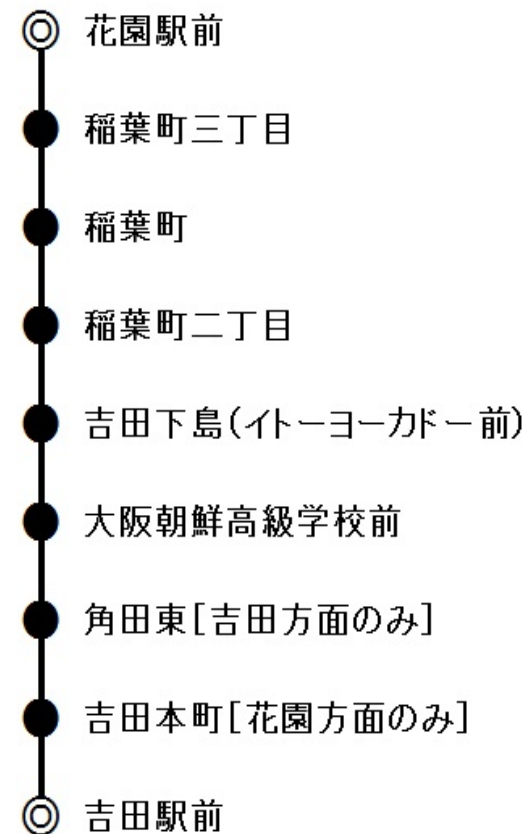 花園駅前
稲葉町三丁目
稲葉町
稲葉町二丁目
吉田下島(イトーヨーカドー前)
大阪朝鮮高級学校前
角田東[吉田方面のみ]
吉田本町[花園方面のみ]
吉田駅前